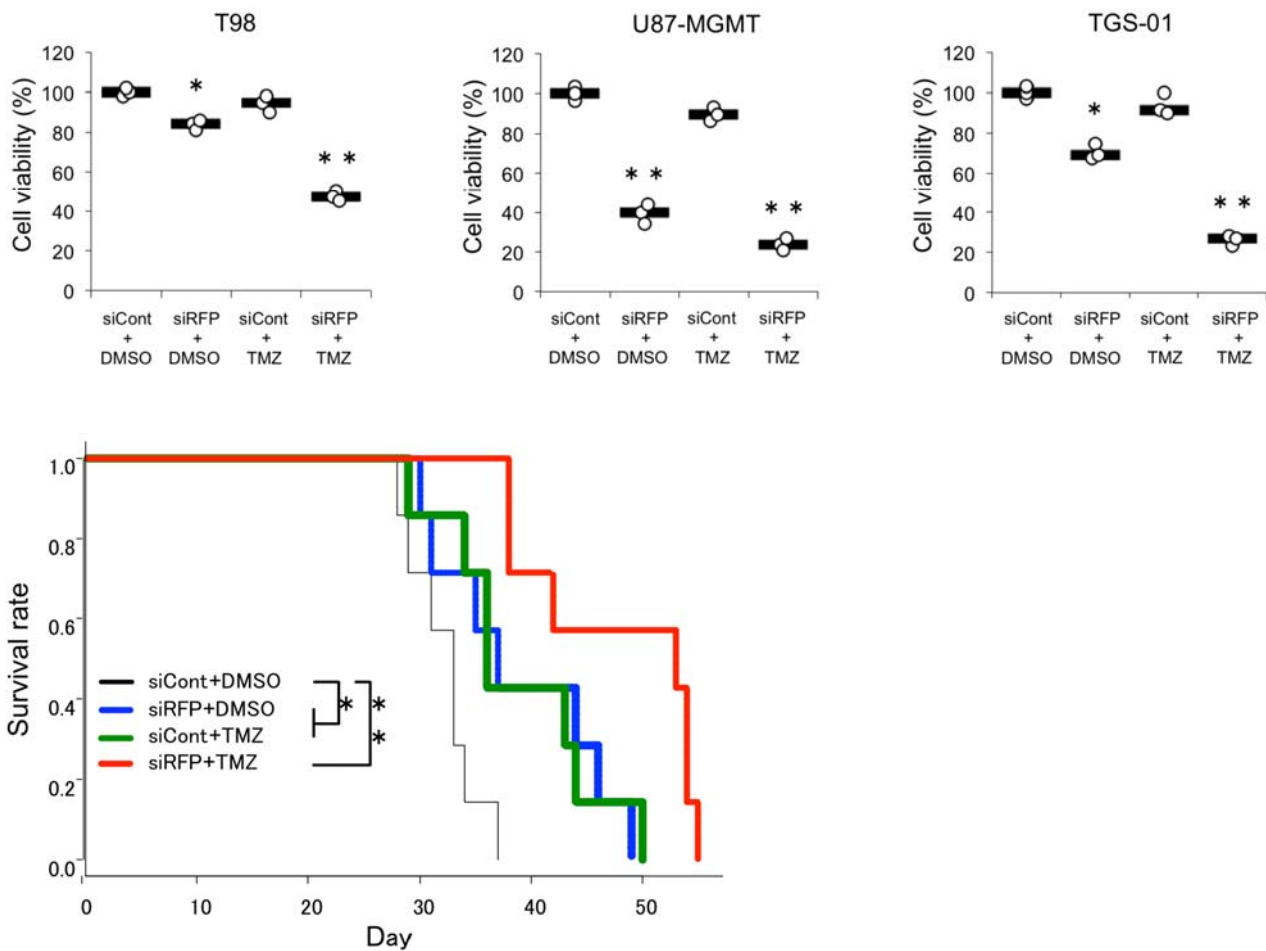 T98
Cell viability (%)
120
100
80
60
40
20
0
*
* *
siCont + DMSO
siRFP + DMSO
siCont + TMZ
siRFP + TMZ
U87-MGMT
Cell viability (%)
120
100
80
60
40
20
0
* *
* *
siCont + DMSO
siRFP + DMSO
siCont + TMZ
siRFP + TMZ
TGS-01
Cell viability (%)
120
100
80
60
40
20
0
*
* *
siCont + DMSO
siRFP + DMSO
siCont + TMZ
siRFP + TMZ
Survival rate
1.0
0.8
0.6
0.4
0.2
0.0
siCont+DMSO
siRFP+DMSO
siCont+TMZ
siRFP+TMZ
*
* *
0 10 20 30 40 50
Day